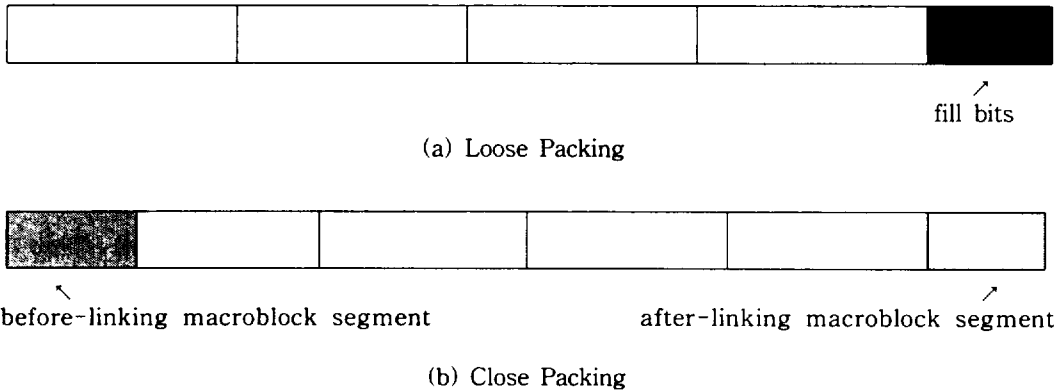 fill bits
(a) Loose Packing
before-linking macroblock segment
after-linking macroblock segment
(b) Close Packing